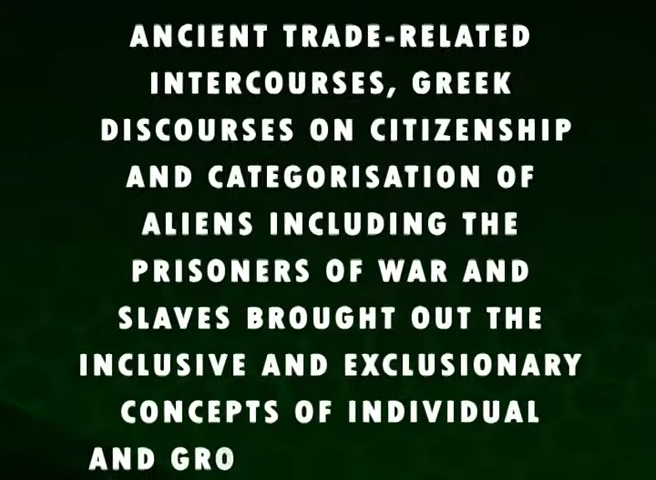 ANCIENT TRADE-RELATED
INTERCOURSES, GREEK
DISCOURSES ON CITIZENSHIP
AND CATEGORISATION OF
ALIENS INCLUDING THE
PRISONERS OF WAR AND
SLAVES BROUGHT OUT THE
INCLUSIVE AND EXCLUSIONARY
CONCEPTS OF INDIVIDUAL
AND GRO